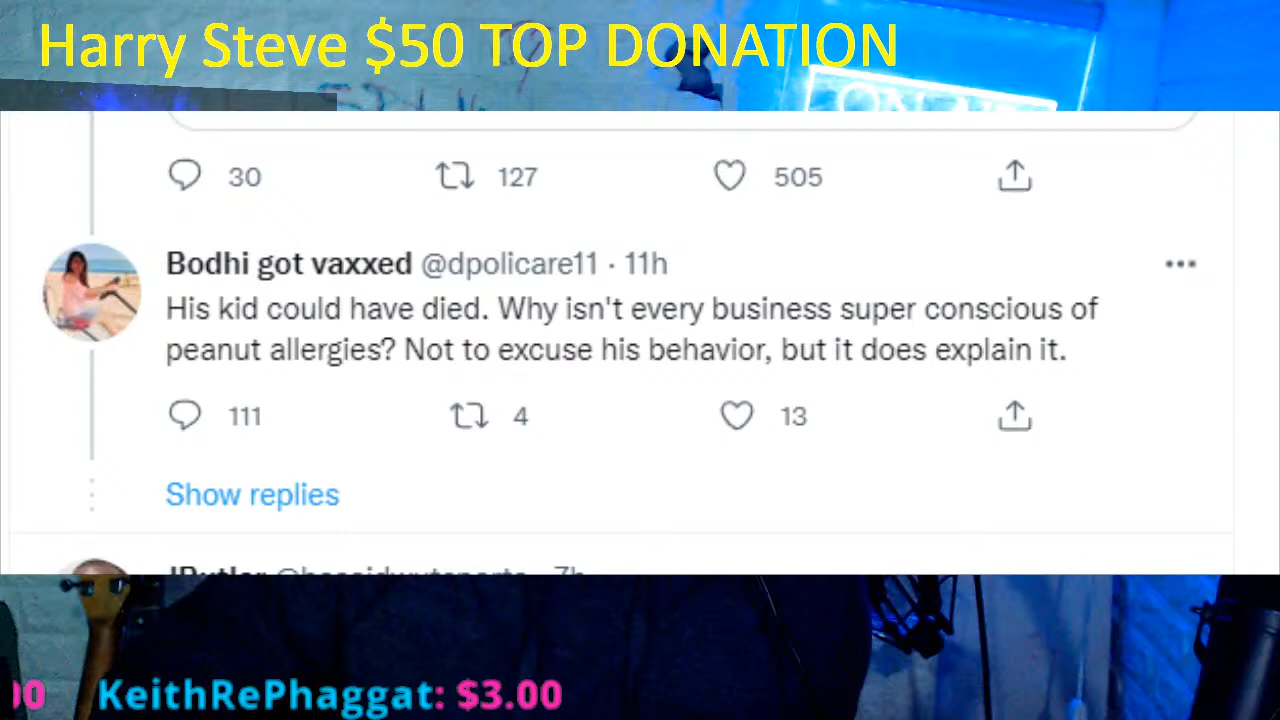 Harry Steve $50 TOP DONATION
30 127 505
Bodhi got vaxxed @dpolicare11 · 11h
His kid could have died. Why isn't every business super conscious of
peanut allergies? Not to excuse his behavior, but it does explain it.
111 4 13
Show replies
KeithRePhaggat: $3.00